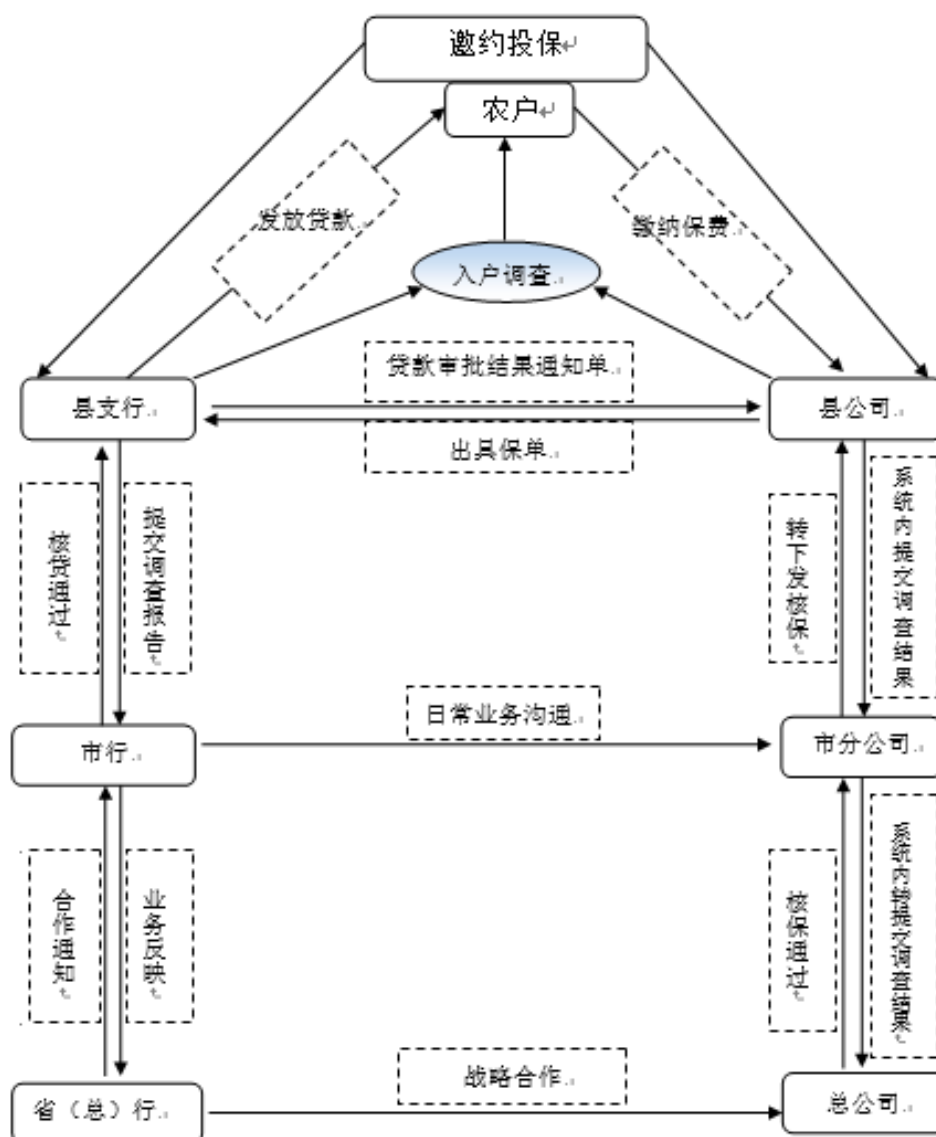 邀约投保
农户
发放贷款
缴纳保费
入户调查
贷款审批结果通知单
县支行
县公司
出具保单
核贷通过
提交调查报告
转下发核保
系统内提交调查结果
日常业务沟通
市行
市分公司
合作通知
业务反映
核保通过
系统内转提交调查结果
战略合作
省（总）行
总公司